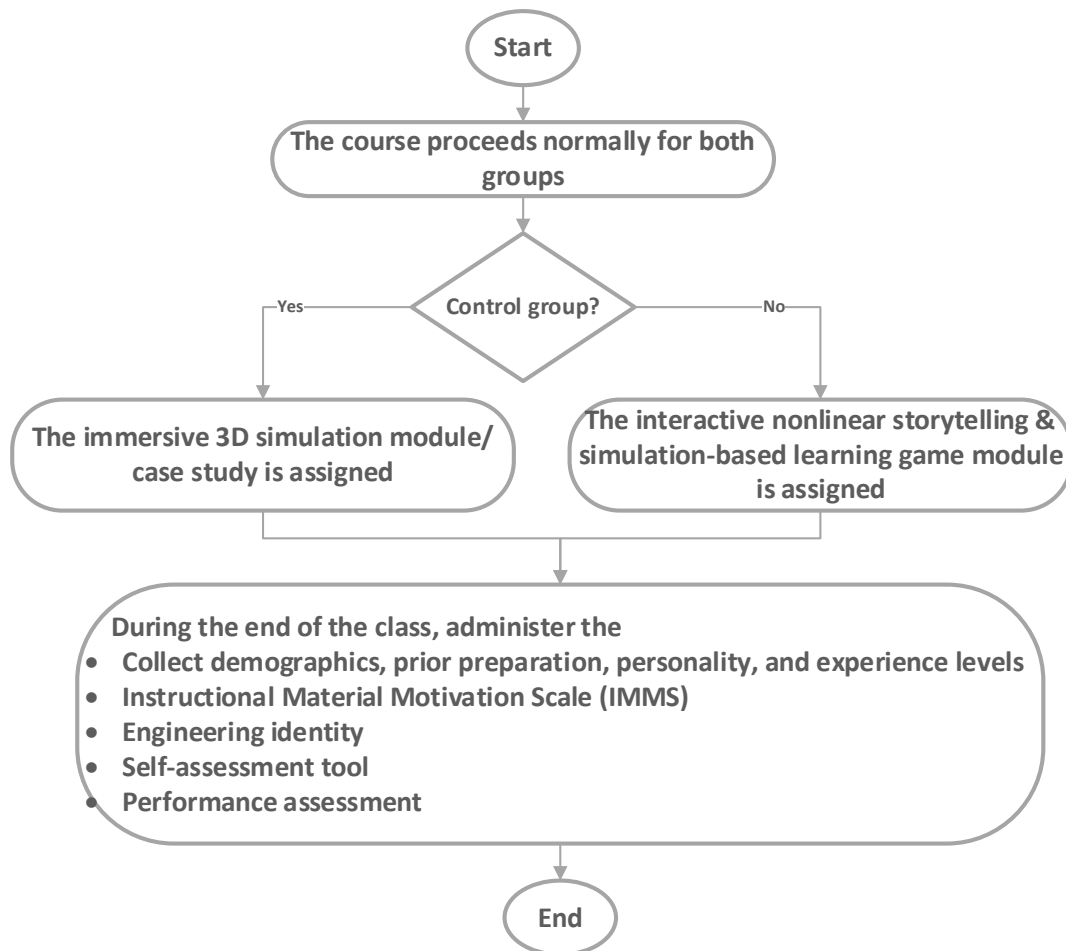 Start
The course proceeds normally for both
groups
Control group?
Yes
No
The immersive 3D simulation module/
case study is assigned
The interactive nonlinear storytelling &
simulation-based learning game module
is assigned
During the end of the class, administer the
• Collect demographics, prior preparation, personality, and experience levels
• Instructional Material Motivation Scale (IMMS)
• Engineering identity
• Self-assessment tool
• Performance assessment
End